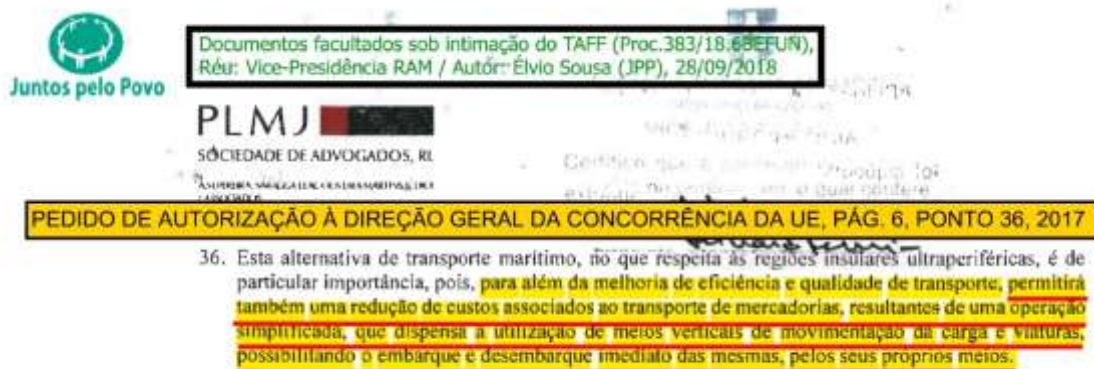 Juntos pelo Povo
Documentos facultados sob intimação do TAFF (Proc.383/18.6BEFUN),
Réu: Vice-Presidência RAM / Autor: Élvio Sousa (JPP), 28/09/2018
PLMJ
SOCIEDADE DE ADVOGADOS, RL
Certifico que a
PEDIDO DE AUTORIZAÇÃO À DIREÇÃO GERAL DA CONCORRÊNCIA DA UE, PÁG. 6, PONTO 36, 2017
36. Esta alternativa de transporte marítimo, no que respeita às regiões insulares ultraperiféricas, é de
particular importância, pois, para além da melhoria de eficiência e qualidade de transporte, permitirá
também uma redução de custos associados ao transporte de mercadorias, resultantes de uma operação
simplificada, que dispensa a utilização de meios verticais de movimentação da carga e viaturas,
possibilitando o embarque e desembarque imediato das mesmas, pelos seus próprios meios.